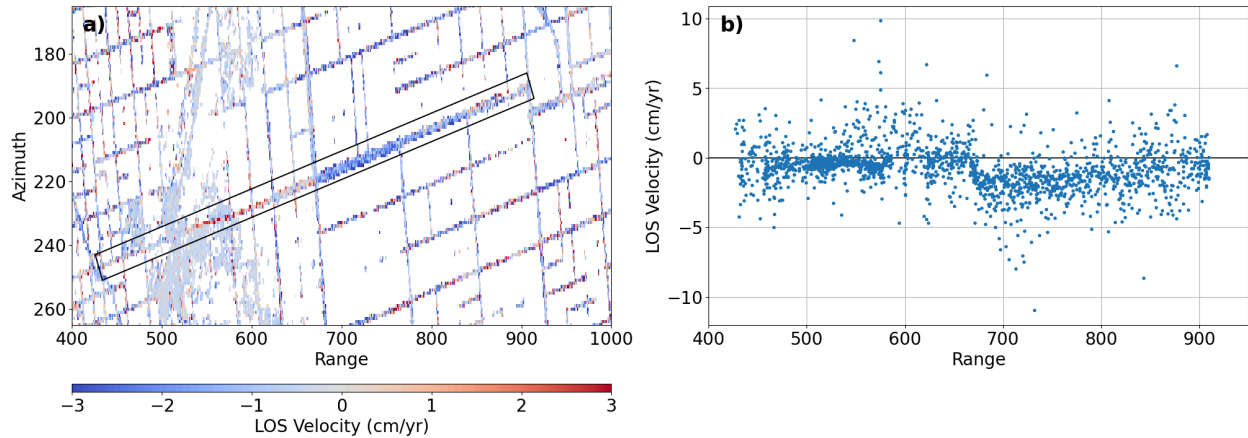 a)
180
200
220
240
260
Azimuth
400 500 600 700 800 900 1000
Range
−3 −2 −1 0 1 2 3
LOS Velocity (cm/yr)
b)
10
5
0
−5
−10
LOS Velocity (cm/yr)
400 500 600 700 800 900
Range